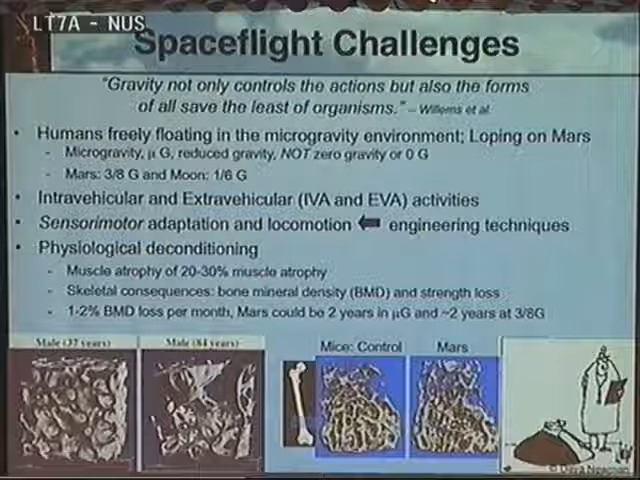 LT7A - NUS
Spaceflight Challenges
"Gravity not only controls the actions but also the forms
of all save the least of organisms." – Willems et al.
• Humans freely floating in the microgravity environment; Loping on Mars
- Microgravity, μ G, reduced gravity, NOT zero gravity or 0 G
- Mars: 3/8 G and Moon: 1/6 G
• Intravehicular and Extravehicular (IVA and EVA) activities
• Sensorimotor adaptation and locomotion ⬅ engineering techniques
• Physiological deconditioning
- Muscle atrophy of 20-30% muscle atrophy
- Skeletal consequences: bone mineral density (BMD) and strength loss
- 1-2% BMD loss per month, Mars could be 2 years in μG and ~2 years at 3/8G
Male (37 years) Male (84 years) Mice: Control Mars
© Dava Newman